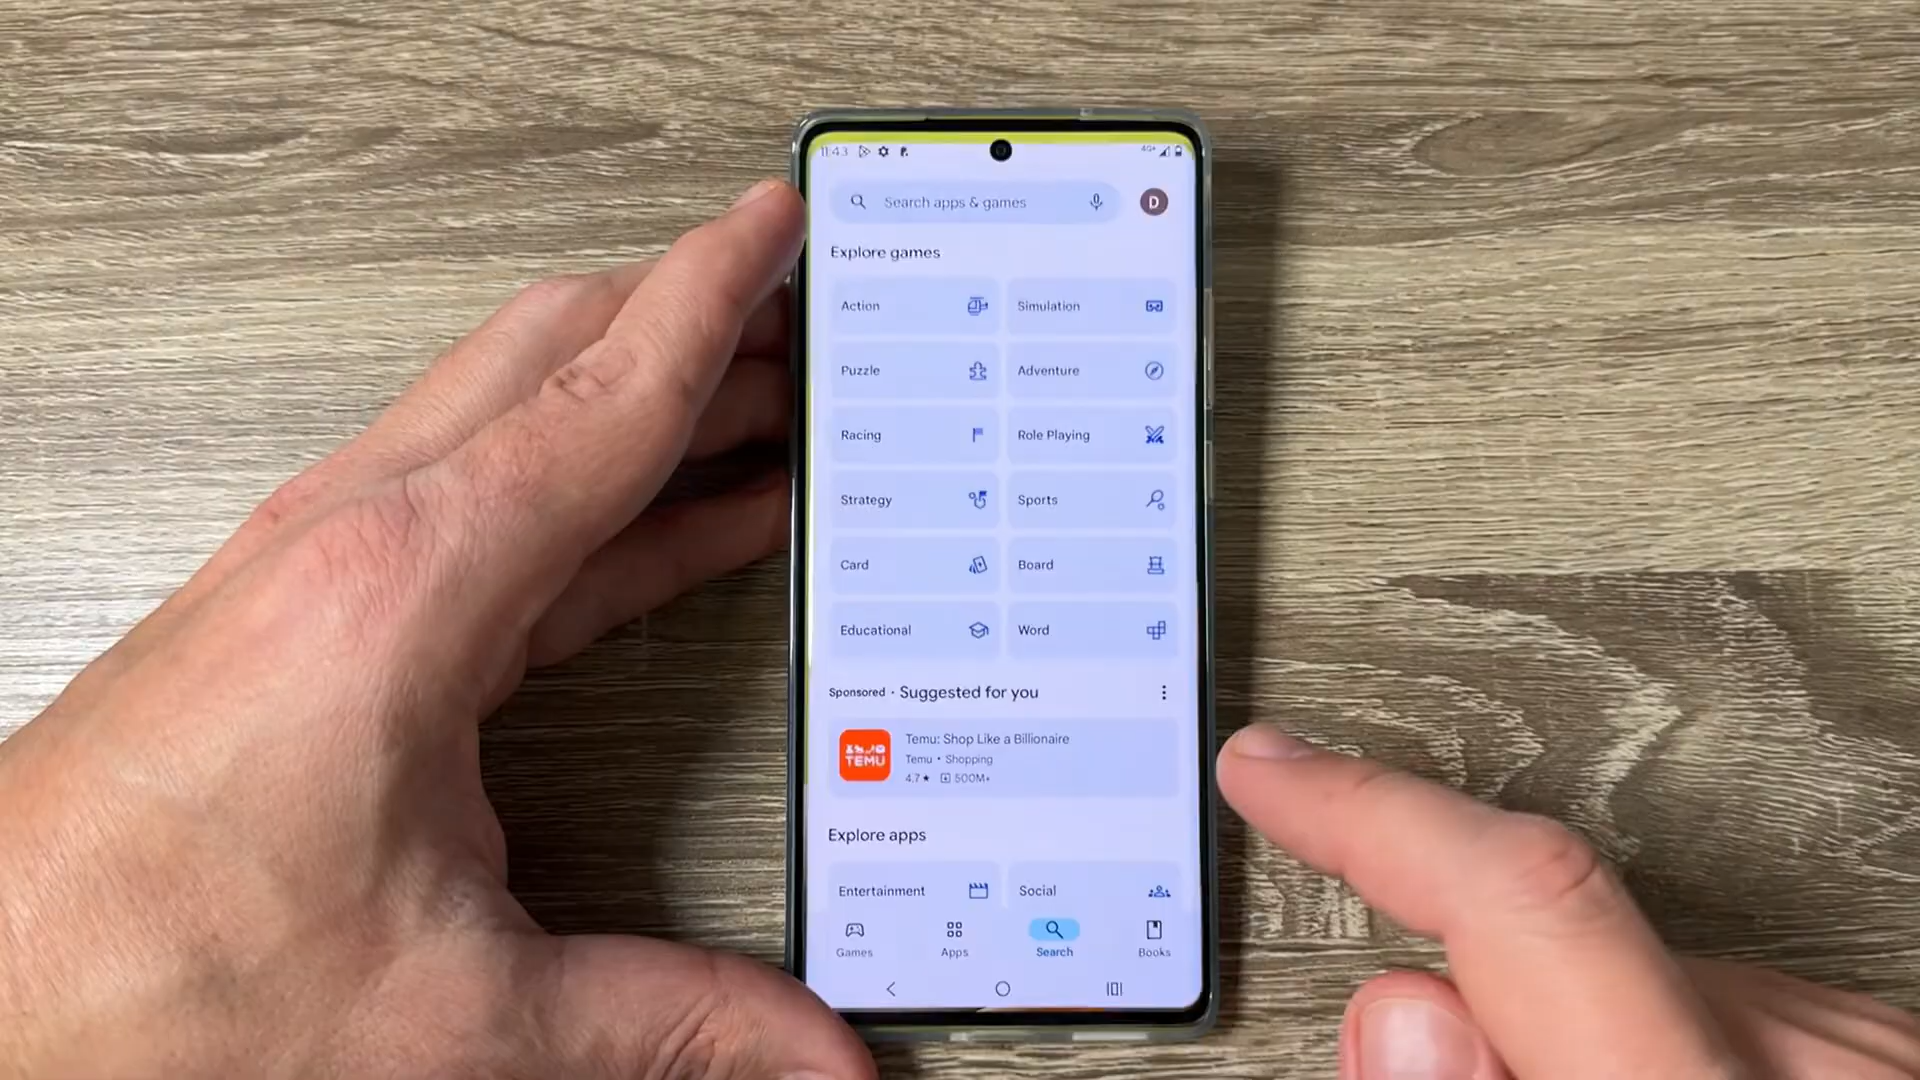 11:43
4G+
Search apps & games
D
Explore games
Action
Simulation
Puzzle
Adventure
Racing
Role Playing
Strategy
Sports
Card
Board
Educational
Word
Sponsored · Suggested for you
TEMU
Temu: Shop Like a Billionaire
Temu • Shopping
4.7★ 500M+
Explore apps
Entertainment
Social
Games
Apps
Search
Books